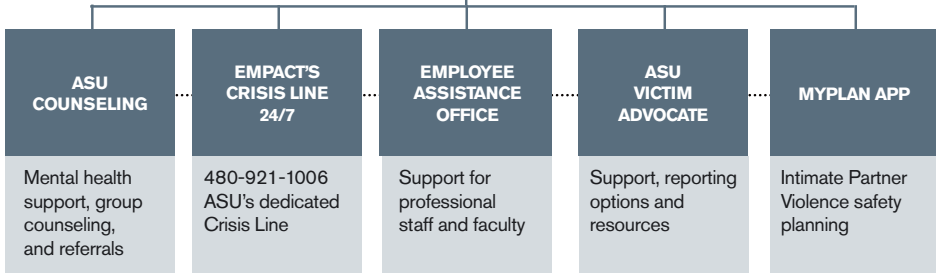 ASU
COUNSELING
Mental health
support, group
counseling,
and referrals
EMPACT'S
CRISIS LINE
24/7
480-921-1006
ASU's dedicated
Crisis Line
EMPLOYEE
ASSISTANCE
OFFICE
Support for
professional
staff and faculty
ASU
VICTIM
ADVOCATE
Support, reporting
options and
resources
MYPLAN APP
Intimate Partner
Violence safety
planning